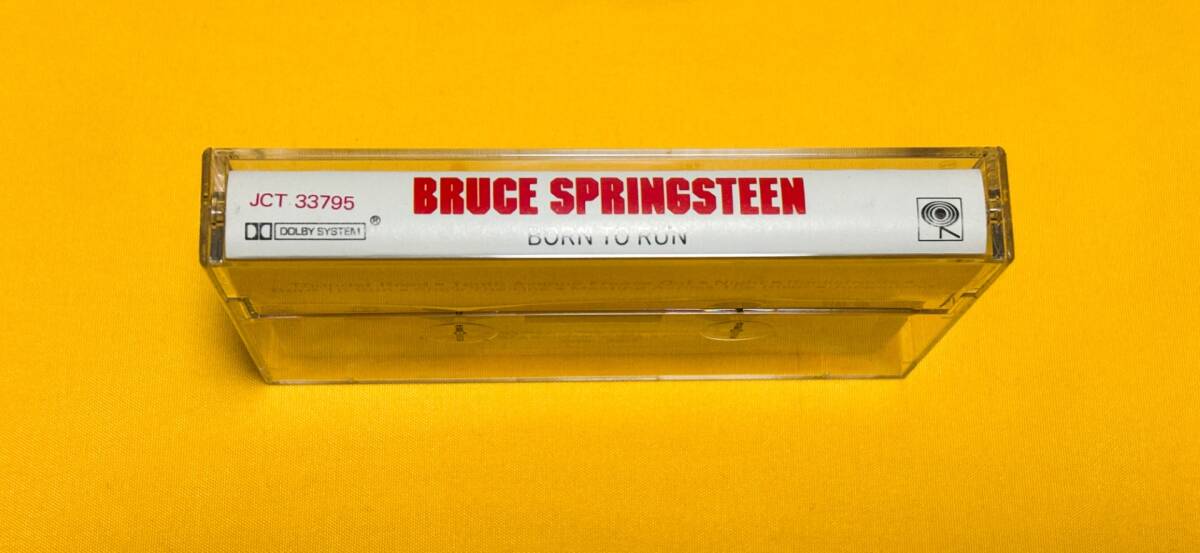 JCT 33795
BRUCE SPRINGSTEEN
DOLBY SYSTEM ®
BORN TO RUN